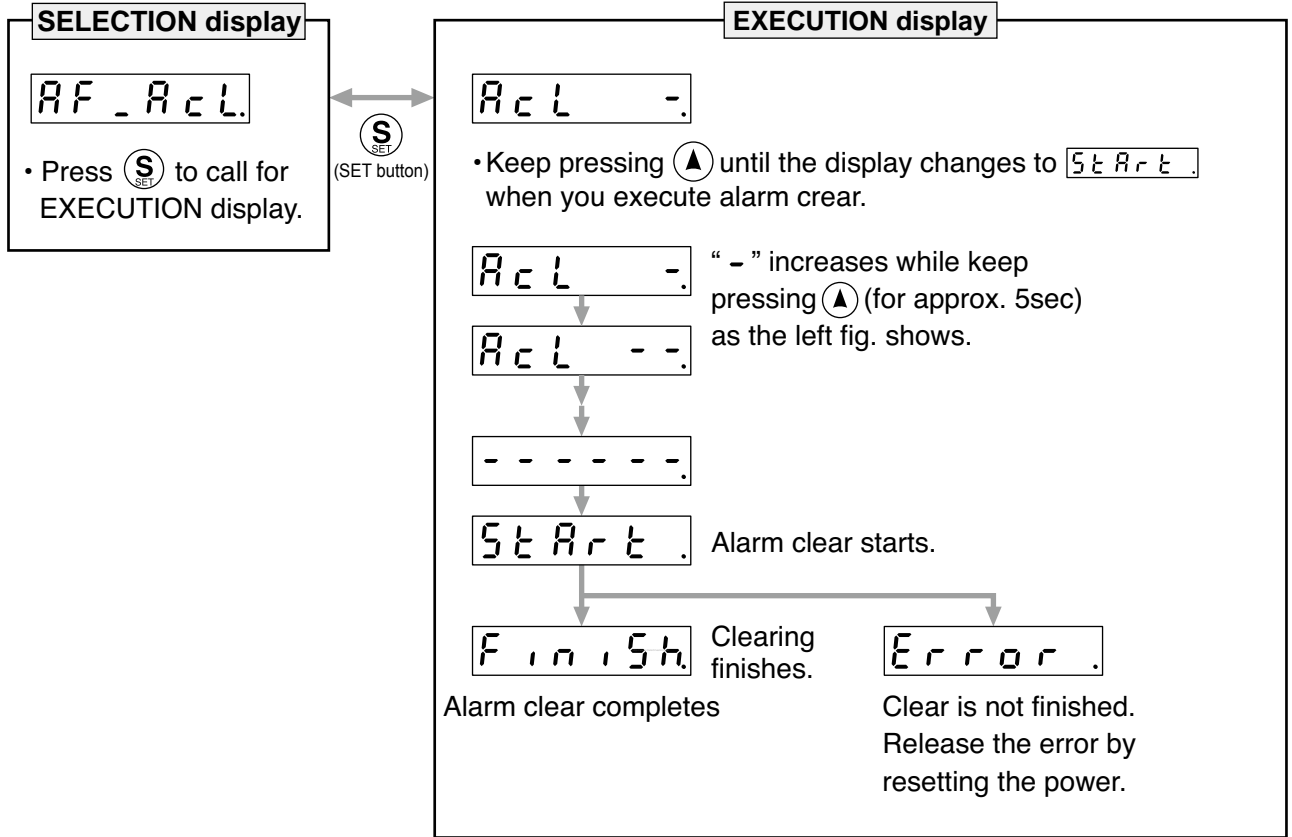 SELECTION display
AF_AcL.
• Press S SET to call for
EXECUTION display.
S SET
(SET button)
EXECUTION display
AcL -.
• Keep pressing ▲ until the display changes to StArt .
when you execute alarm crear.
AcL -.
“ – ” increases while keep
pressing ▲ (for approx. 5sec)
as the left fig. shows.
AcL --.
------.
StArt .
Alarm clear starts.
FiniSh.
Clearing
finishes.
Alarm clear completes
Error .
Clear is not finished.
Release the error by
resetting the power.